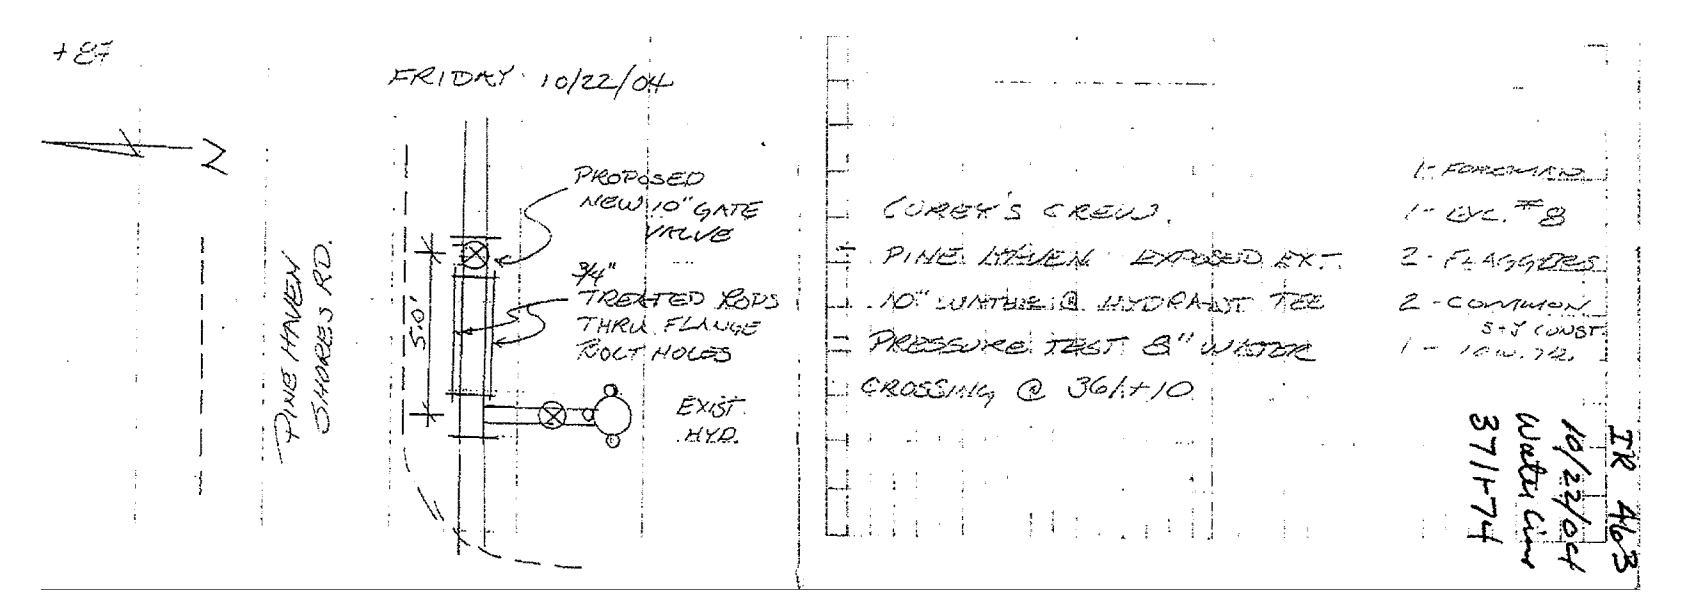 +87
FRIDAY 10/22/04
PROPOSED
NEW 10" GATE
VALVE
3/4"
TREATED RODS
THRU FLANGE
BOLT HOLES
5.0'
PINE HAVEN
SHORES RD.
EXIST.
HYD.
COREY'S CREW.
PINE HAVEN EXPOSED EXT.
10" WATER @ HYDRANT TEE
PRESSURE TEST 8" WATER
CROSSING @ 361+10
1- FOREMAN
1- EXC. #8
2- FLAGGERS
2- COMMON
CONST.
1-
IR 463
10/22/04
Water Line
371+74